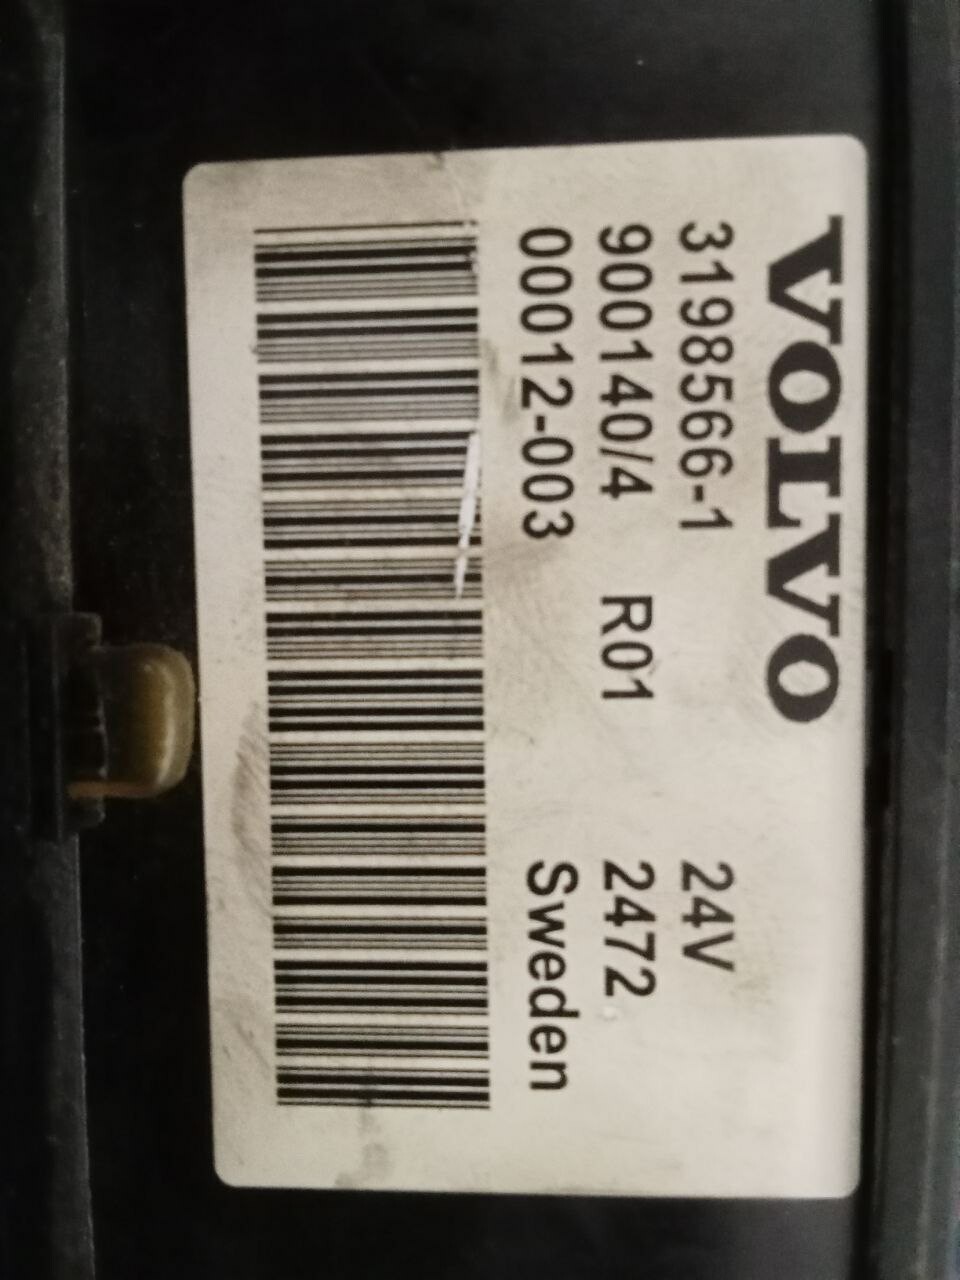 VOLVO
3198566-1 24V
900140/4 R01 2472
00012-003 Sweden